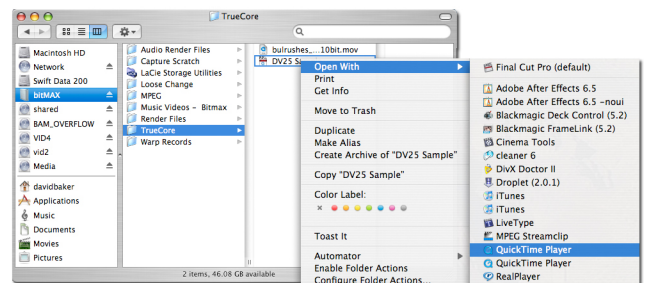 TrueCore
Macintosh HD
Network
Swift Data 200
bitMAX
shared
BAM_OVERFLOW
VID4
vid2
Media
davidbaker
Applications
Music
Documents
Movies
Pictures
Audio Render Files
Capture Scratch
LaCie Storage Utilities
Loose Change
MPEG
Music Videos - Bitmax
Render Files
TrueCore
Warp Records
bulrushes_...10bit.mov
DV25
2 items, 46.08 GB available
Open With
Print
Get Info
Move to Trash
Duplicate
Make Alias
Create Archive of "DV25 Sample"
Copy "DV25 Sample"
Color Label:
Toast It
Automator
Enable Folder Actions
Configure Folder Actions...
Final Cut Pro (default)
Adobe After Effects 6.5
Adobe After Effects 6.5 -noui
Blackmagic Deck Control (5.2)
Blackmagic FrameLink (5.2)
Cinema Tools
cleaner 6
DivX Doctor II
Droplet (2.0.1)
iTunes
iTunes
LiveType
MPEG Streamclip
QuickTime Player
QuickTime Player
RealPlayer